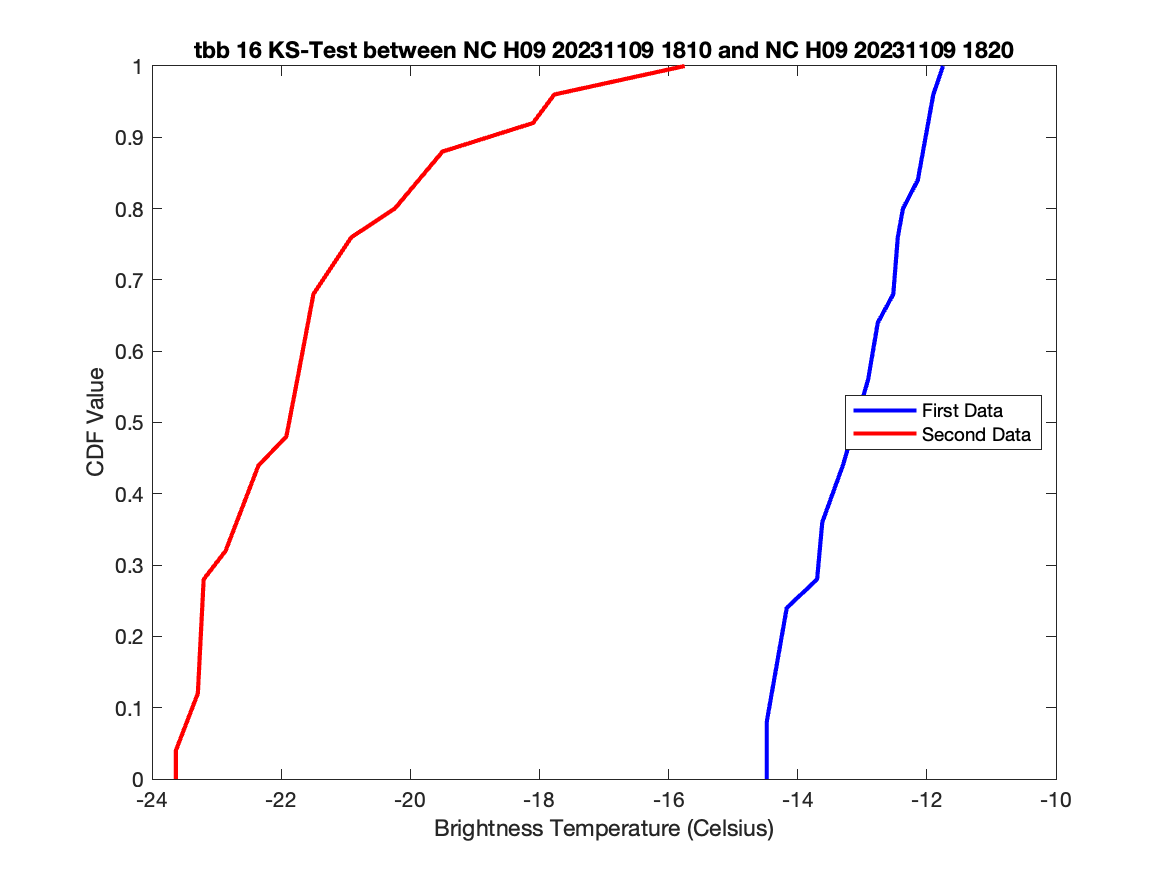 tbb 16 KS-Test between NC H09 20231109 1810 and NC H09 20231109 1820
1
0.9
0.8
0.7
0.6
0.5
0.4
0.3
0.2
0.1
0
CDF Value
First Data
Second Data
-24 -22 -20 -18 -16 -14 -12 -10
Brightness Temperature (Celsius)